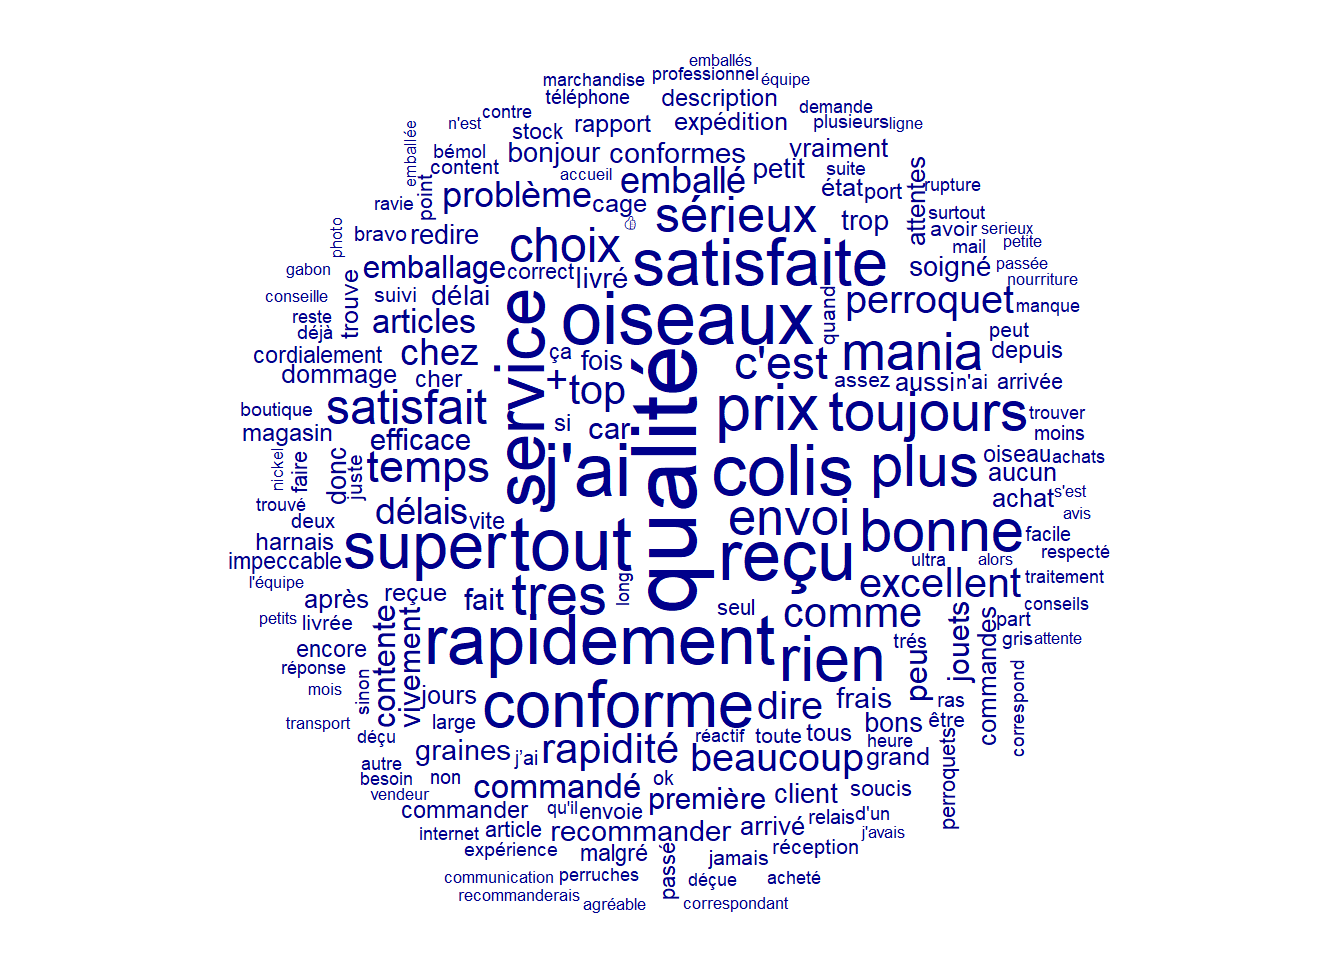 emballés
marchandise professionnel équipe
téléphone description demande
contre
n'est stock rapport expédition plusieurs ligne
emballée
bémol bonjour conformes vraiment
content accueil emballé petit suite
point problème cage état port attentes rupture
ravie sérieux trop surtout
photo bravo redire choix avoir serieux
mail petite
gabon emballage correct livré satisfaite soigné passée
nourriture
conseille trouve suivi délai oiseaux quand perroquet manque
reste articles service
déjà peut
cordialement chez ça fois c'est mania depuis
dommage cher + top assez aussi n'ai arrivée
boutique satisfait prix toujours trouver
magasin efficace si car moins
nickel faire donc juste temps j'ai qualité colis plus oiseau achats
aucun
trouvé délais vite envoi achat s'est
deux avis
harnais super tout reçu bonne facile
impeccable ultra alors respecté
l'équipe reçue fait tres long excellent traitement
après seul comme conseils
petits livrée contente vivement jouets commandes part
encore rapidement rien trés gris attente
réponse peu
mois sinon jours conforme dire frais ras correspond
transport large bons être
déçu graines j’ai rapidité réactif toute tous heure
autre beaucoup grand perroquets
besoin non commandé ok client soucis
vendeur première
commander qu'il envoie relais d'un
internet article recommander arrivé j'avais
expérience malgré passé jamais réception
communication perruches déçue acheté
recommanderais agréable correspondant